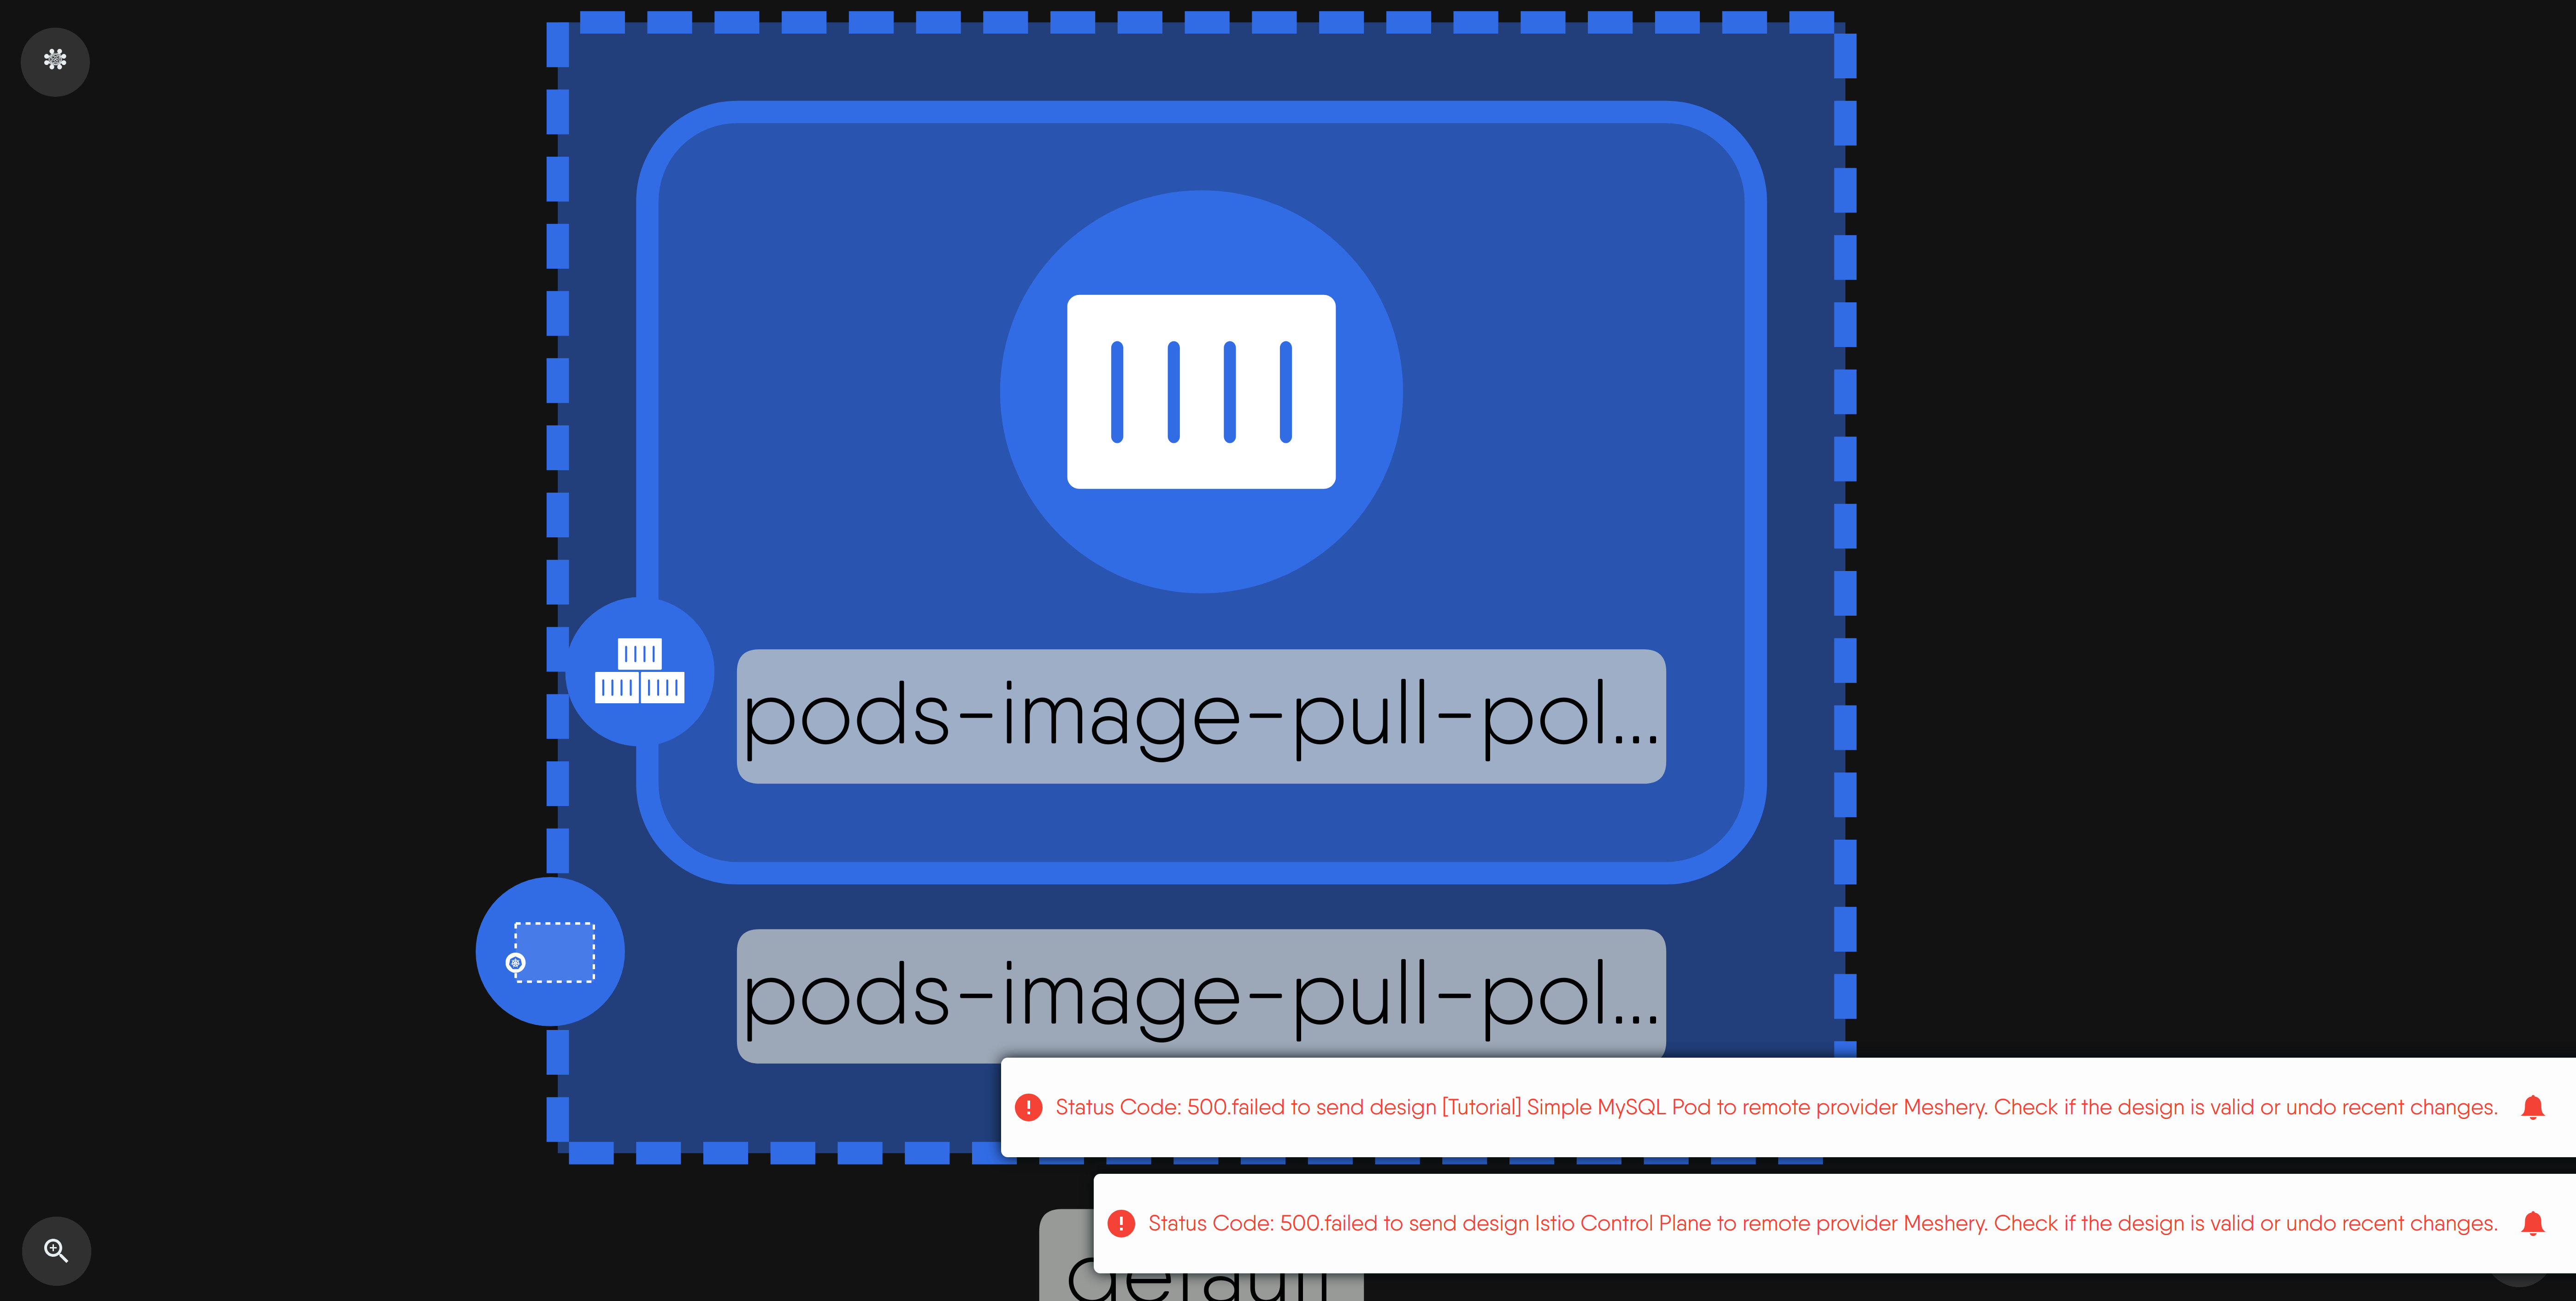 pods-image-pull-pol...
pods-image-pull-pol...
Status Code: 500.failed to send design [Tutorial] Simple MySQL Pod to remote provider Meshery. Check if the design is valid or undo recent changes.
Status Code: 500.failed to send design Istio Control Plane to remote provider Meshery. Check if the design is valid or undo recent changes.
default